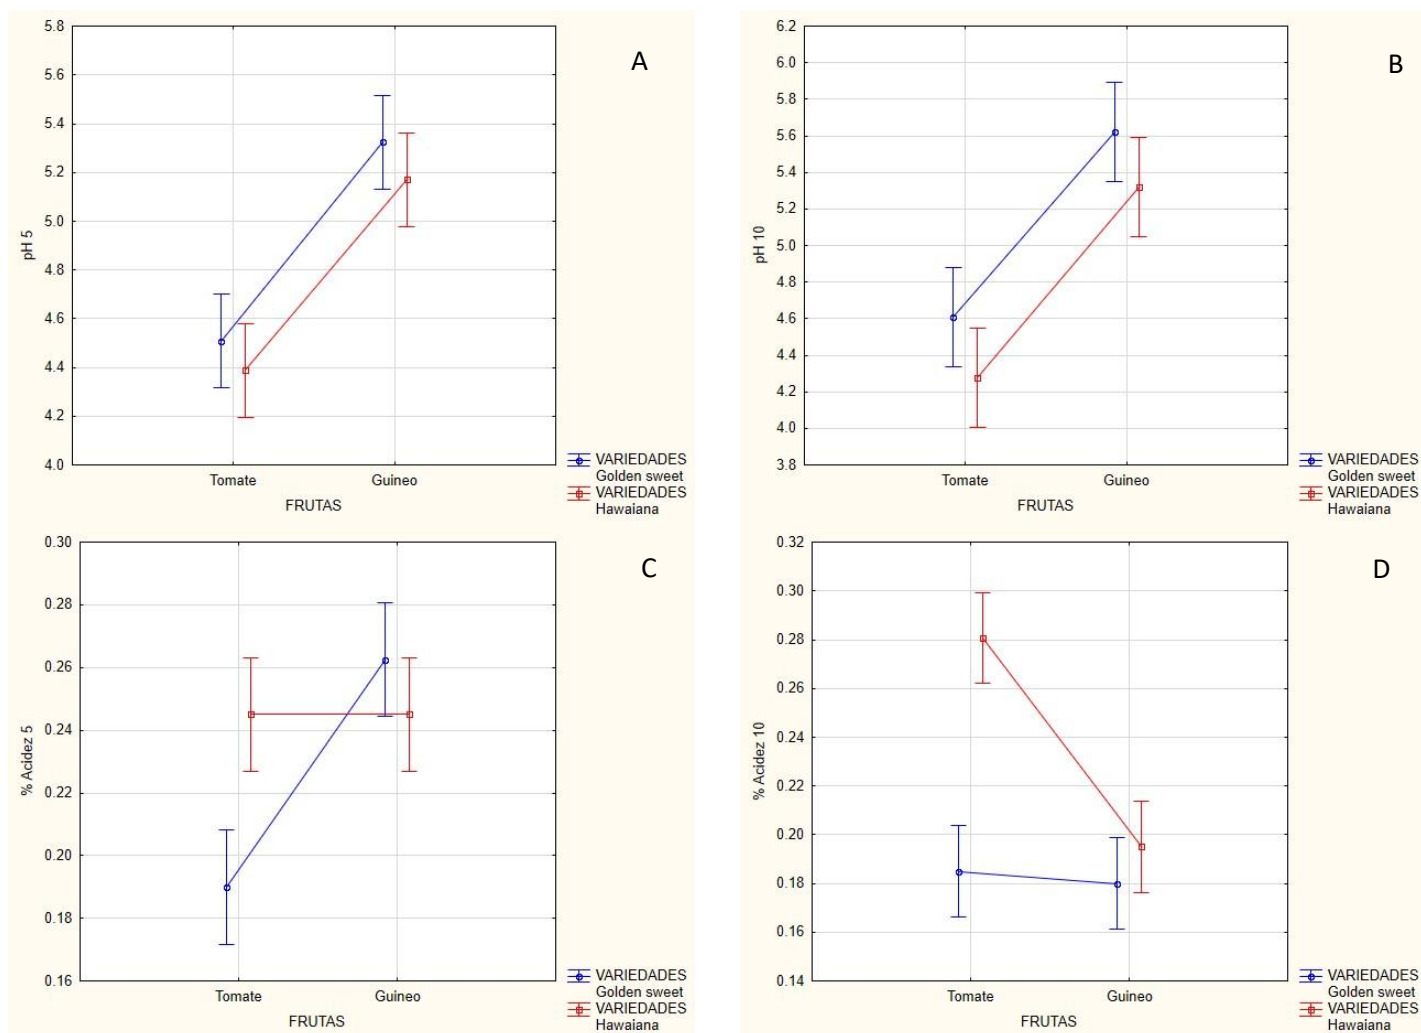 A
5.8
5.6
5.4
5.2
5.0
4.8
4.6
4.4
4.2
4.0
pH 5
Tomate
Guineo
FRUTAS
VARIEDADES
Golden sweet
VARIEDADES
Hawaiana
B
6.2
6.0
5.8
5.6
5.4
5.2
5.0
4.8
4.6
4.4
4.2
4.0
3.8
pH 10
Tomate
Guineo
FRUTAS
VARIEDADES
Golden sweet
VARIEDADES
Hawaiana
C
0.30
0.28
0.26
0.24
0.22
0.20
0.18
0.16
% Acidez 5
Tomate
Guineo
FRUTAS
VARIEDADES
Golden sweet
VARIEDADES
Hawaiana
D
0.32
0.30
0.28
0.26
0.24
0.22
0.20
0.18
0.16
0.14
% Acidez 10
Tomate
Guineo
FRUTAS
VARIEDADES
Golden sweet
VARIEDADES
Hawaiana